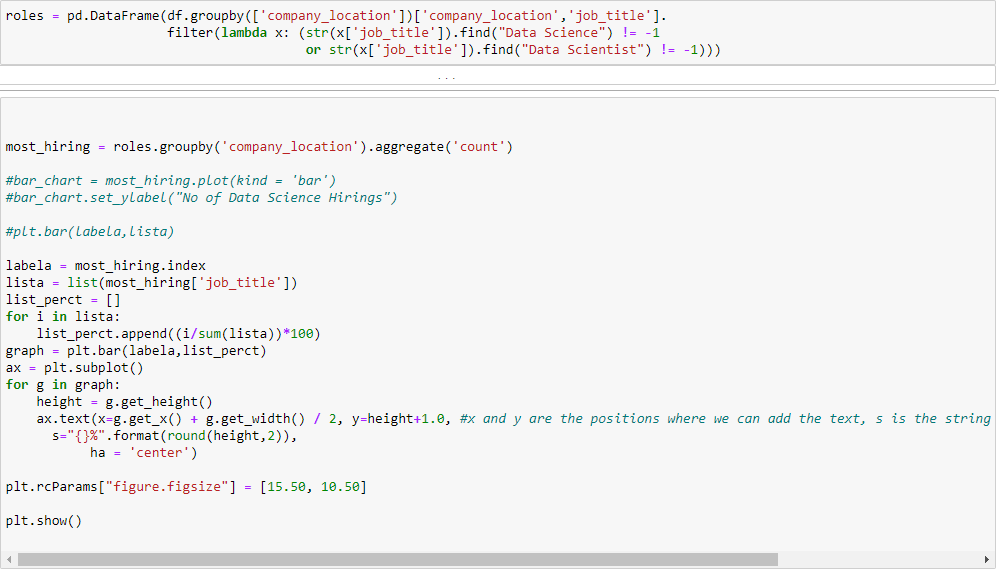 roles = pd.DataFrame(df.groupby(['company_location'])['company_location','job_title'].
filter(lambda x: (str(x['job_title']).find("Data Science") != -1
or str(x['job_title']).find("Data Scientist") != -1)))
...
most_hiring = roles.groupby('company_location').aggregate('count')
#bar_chart = most_hiring.plot(kind = 'bar')
#bar_chart.set_ylabel("No of Data Science Hirings")
#plt.bar(labela,lista)
labela = most_hiring.index
lista = list(most_hiring['job_title'])
list_perct = []
for i in lista:
list_perct.append((i/sum(lista))*100)
graph = plt.bar(labela,list_perct)
ax = plt.subplot()
for g in graph:
height = g.get_height()
ax.text(x=g.get_x() + g.get_width() / 2, y=height+1.0, #x and y are the positions where we can add the text, s is the string
s="{}%".format(round(height,2)),
ha = 'center')
plt.rcParams["figure.figsize"] = [15.50, 10.50]
plt.show()